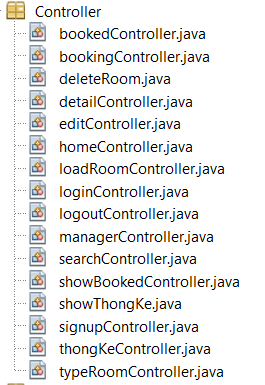 Controller
bookedController.java
bookingController.java
deleteRoom.java
detailController.java
editController.java
homeController.java
loadRoomController.java
loginController.java
logoutController.java
managerController.java
searchController.java
showBookedController.java
showThongKe.java
signupController.java
thongKeController.java
typeRoomController.java